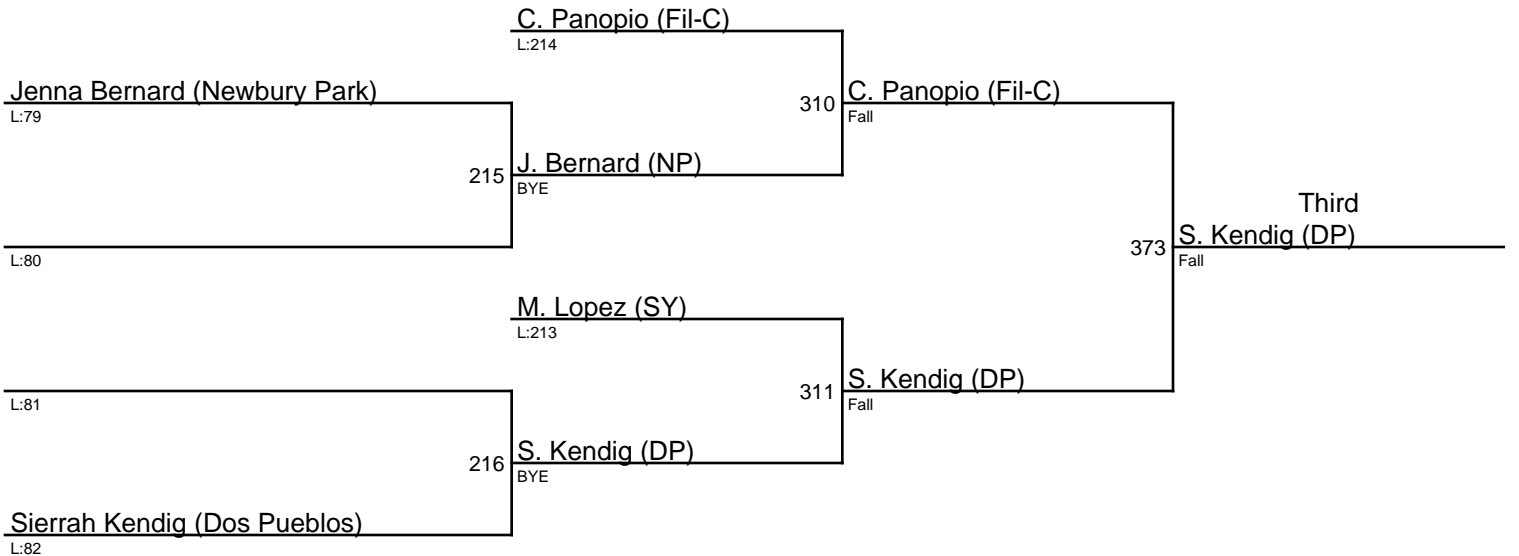 C. Panopio (Fil-C)
L:214
Jenna Bernard (Newbury Park)
L:79
310
C. Panopio (Fil-C)
Fall
215
J. Bernard (NP)
BYE
L:80
Third
373
S. Kendig (DP)
Fall
M. Lopez (SY)
L:213
L:81
311
S. Kendig (DP)
Fall
216
S. Kendig (DP)
BYE
Sierrah Kendig (Dos Pueblos)
L:82